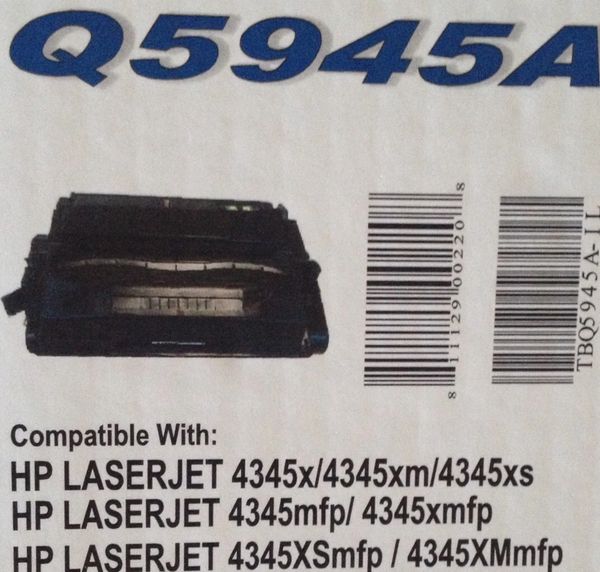 Q5945A
8 11129 00220 8
TBQ5945A-IL
Compatible With:
HP LASERJET 4345x/4345xm/4345xs
HP LASERJET 4345mfp/ 4345xmfp
HP LASERJET 4345XSmfp / 4345XMmfp